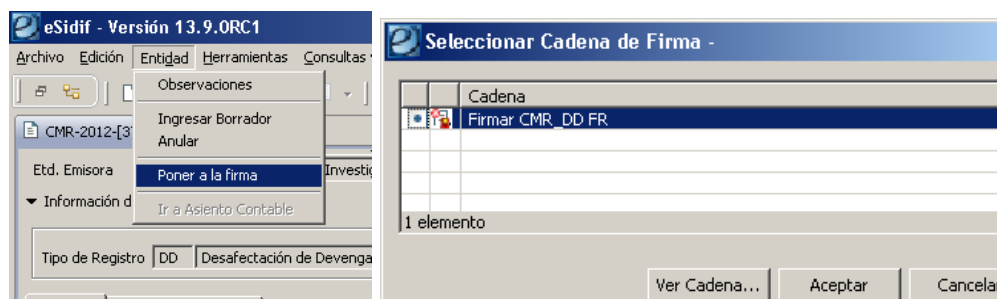 eSidif - Versión 13.9.0RC1
Archivo Edición Entidad Herramientas Consultas
Observaciones
Ingresar Borrador
Anular
Poner a la firma
Ir a Asiento Contable
CMR-2012-[3
Etd. Emisora Investig
Información d
Tipo de Registro DD Desafectación de Devenga
Seleccionar Cadena de Firma -
Cadena
Firmar CMR_DD FR
1 elemento
Ver Cadena... Aceptar Cancelar